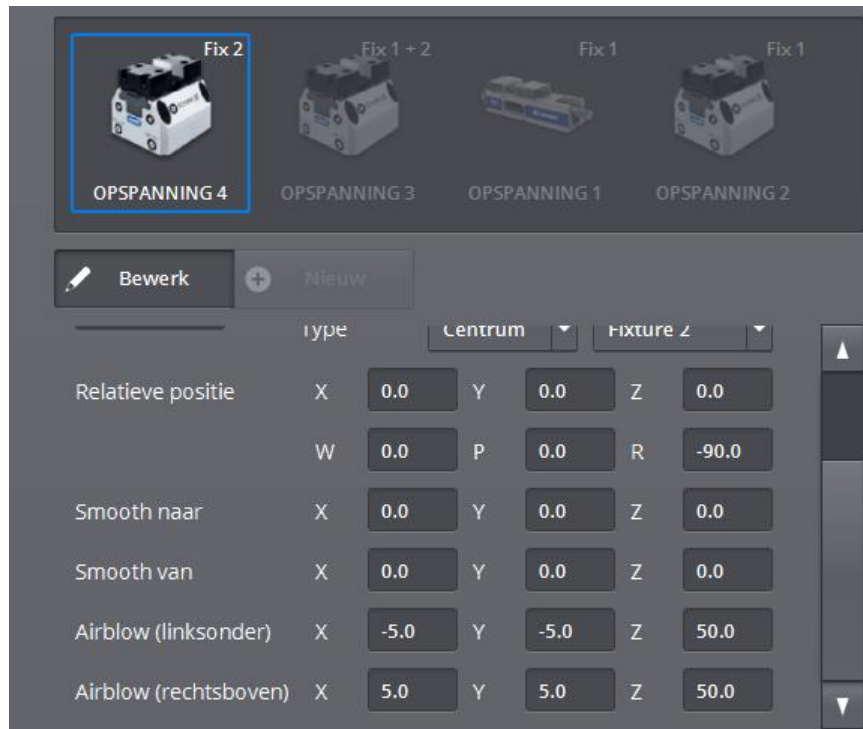 Fix 2 Fix 1 + 2 Fix 1 Fix 1
OPSPANNING 4 OPSPANNING 3 OPSPANNING 1 OPSPANNING 2
Bewerk Nieuw
Type Centrum Fixture 2
Relatieve positie X 0.0 Y 0.0 Z 0.0
W 0.0 P 0.0 R -90.0
Smooth naar X 0.0 Y 0.0 Z 0.0
Smooth van X 0.0 Y 0.0 Z 0.0
Airblow (linksonder) X -5.0 Y -5.0 Z 50.0
Airblow (rechtsboven) X 5.0 Y 5.0 Z 50.0